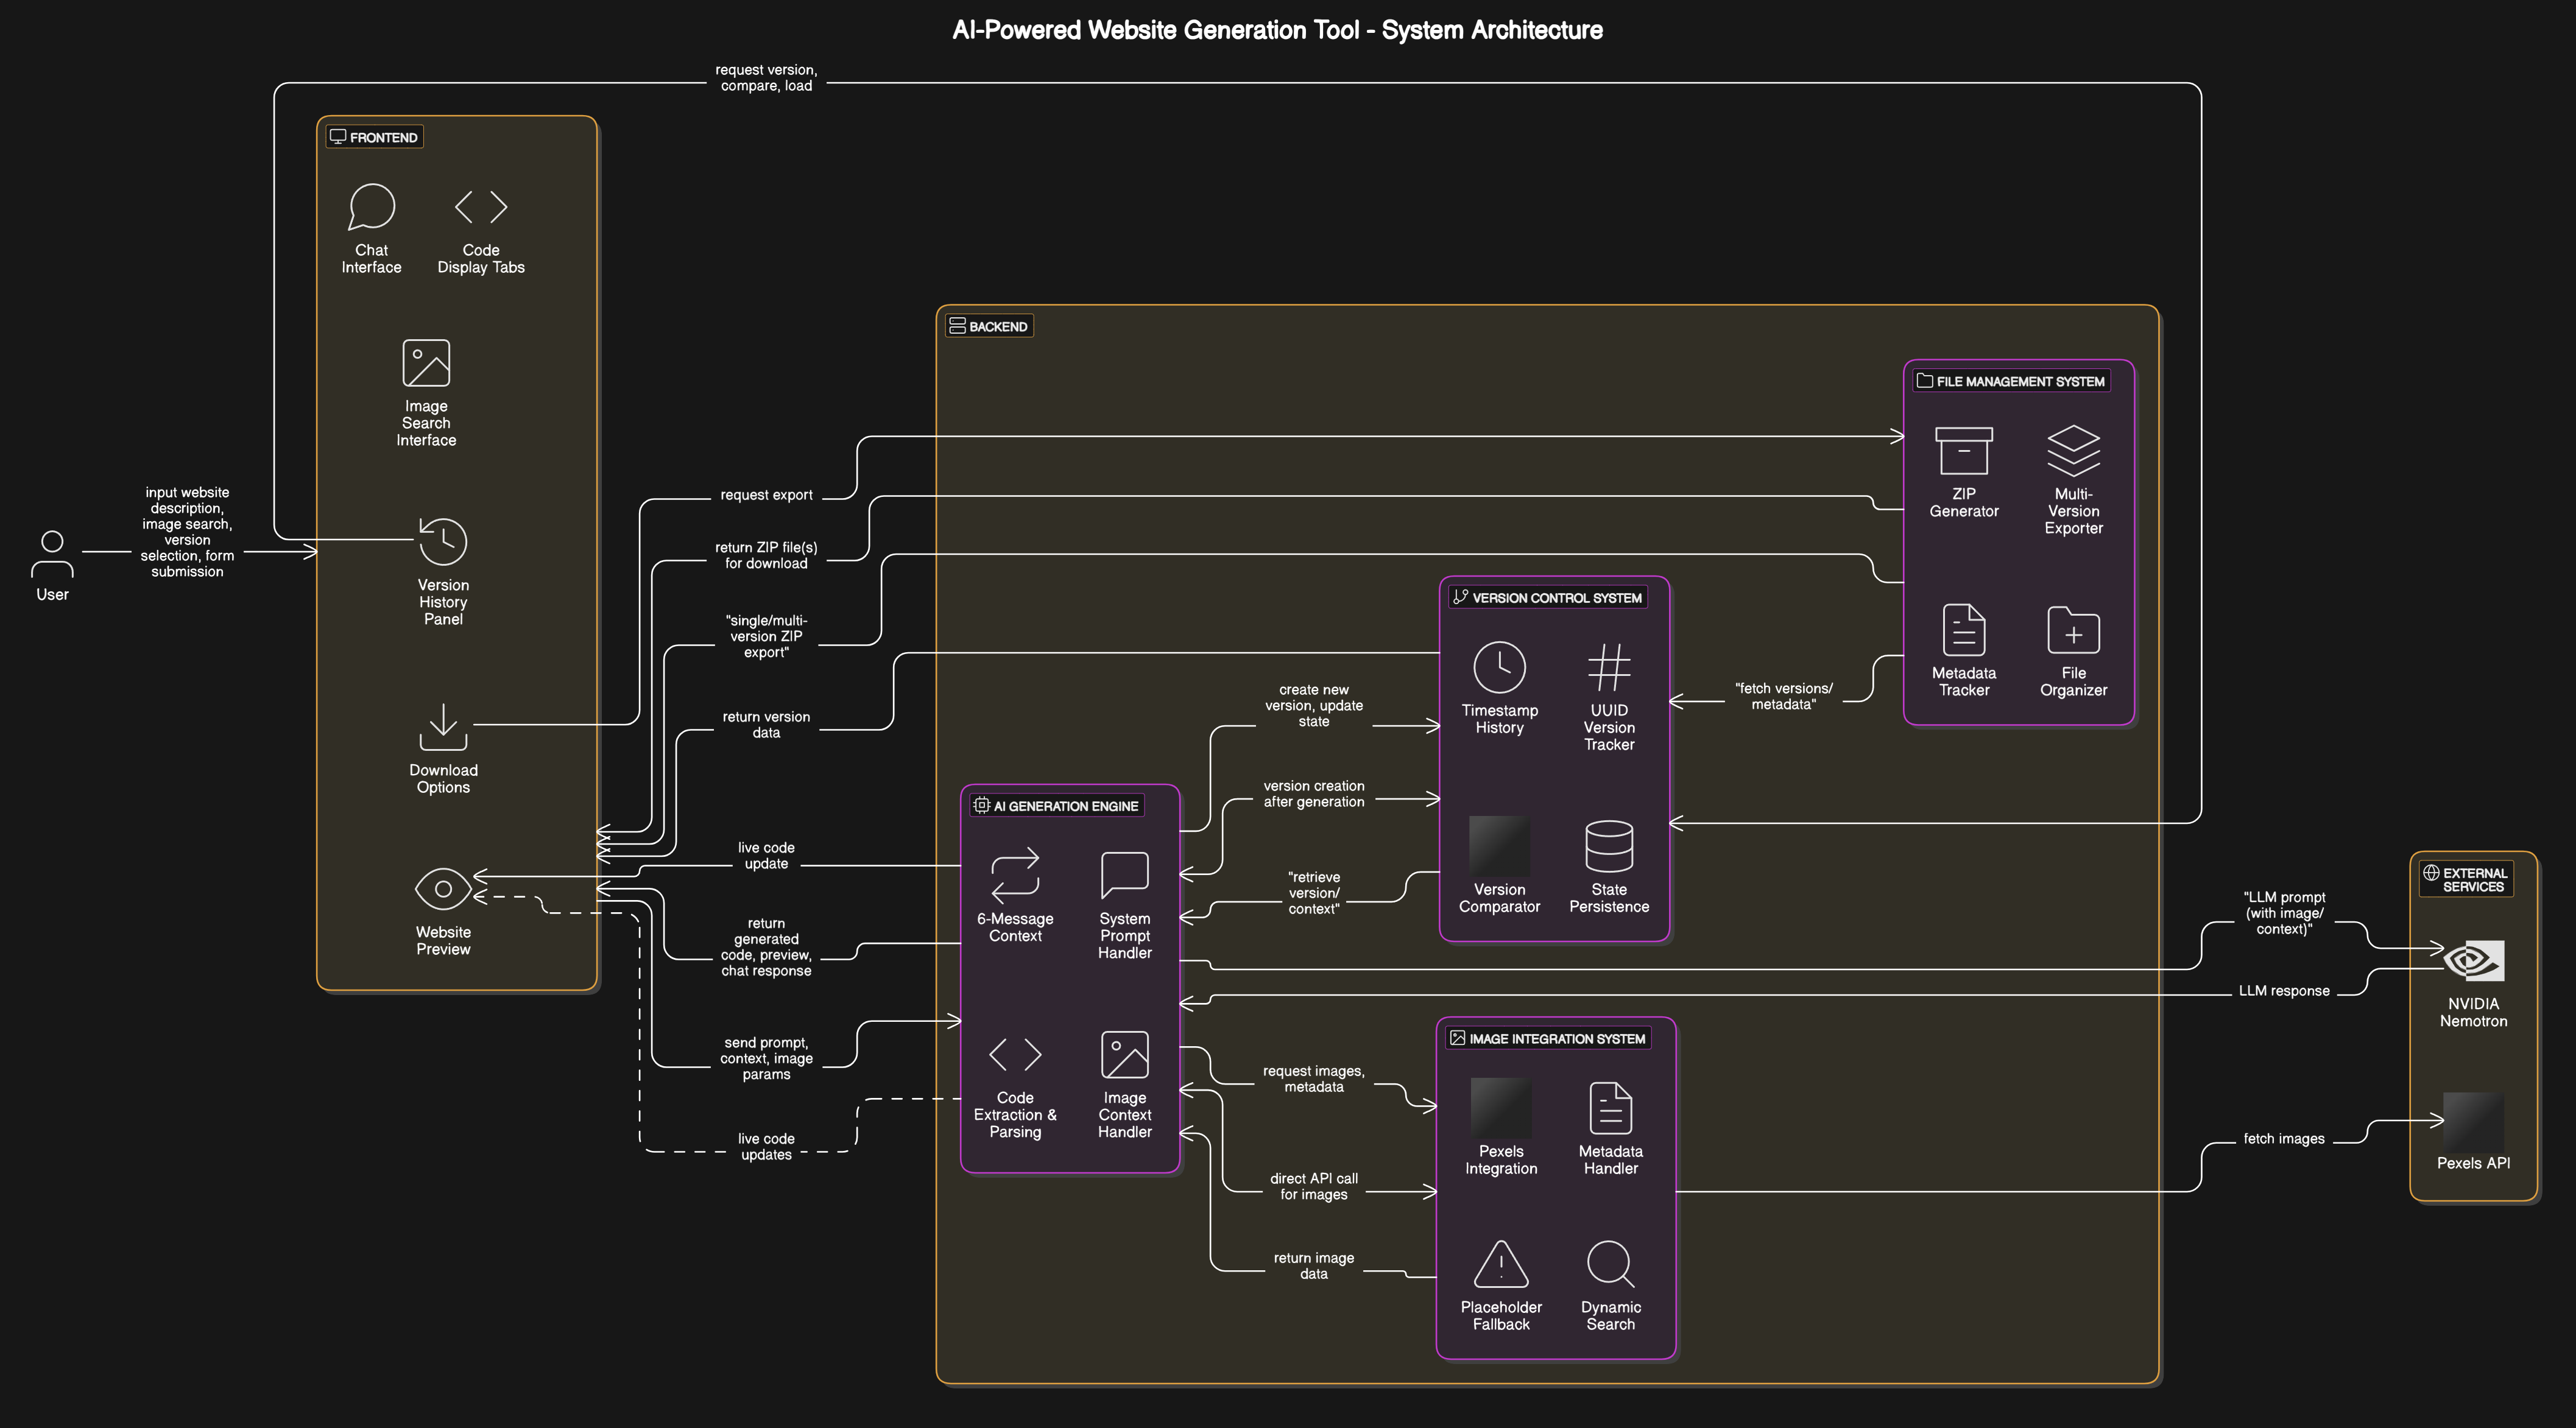 AI-Powered Website Generation Tool - System Architecture
request version,
compare, load
FRONTEND
Chat
Interface
Code
Display Tabs
Image
Search
Interface
input website
description,
image search,
version
selection, form
submission
User
Version
History
Panel
Download
Options
Website
Preview
request export
return ZIP file(s)
for download
"single/multi-
version ZIP
export"
return version
data
live code
update
return
generated
code, preview,
chat response
send prompt,
context, image
params
live code
updates
BACKEND
FILE MANAGEMENT SYSTEM
ZIP
Generator
Multi-
Version
Exporter
Metadata
Tracker
File
Organizer
VERSION CONTROL SYSTEM
Timestamp
History
UUID
Version
Tracker
Version
Comparator
State
Persistence
"fetch versions/
metadata"
create new
version, update
state
version creation
after generation
"retrieve
version/
context"
AI GENERATION ENGINE
6-Message
Context
System
Prompt
Handler
Code
Extraction &
Parsing
Image
Context
Handler
request images,
metadata
direct API call
for images
return image
data
IMAGE INTEGRATION SYSTEM
Pexels
Integration
Metadata
Handler
Placeholder
Fallback
Dynamic
Search
"LLM prompt
(with image/
context)"
LLM response
fetch images
EXTERNAL
SERVICES
NVIDIA
Nemotron
Pexels API